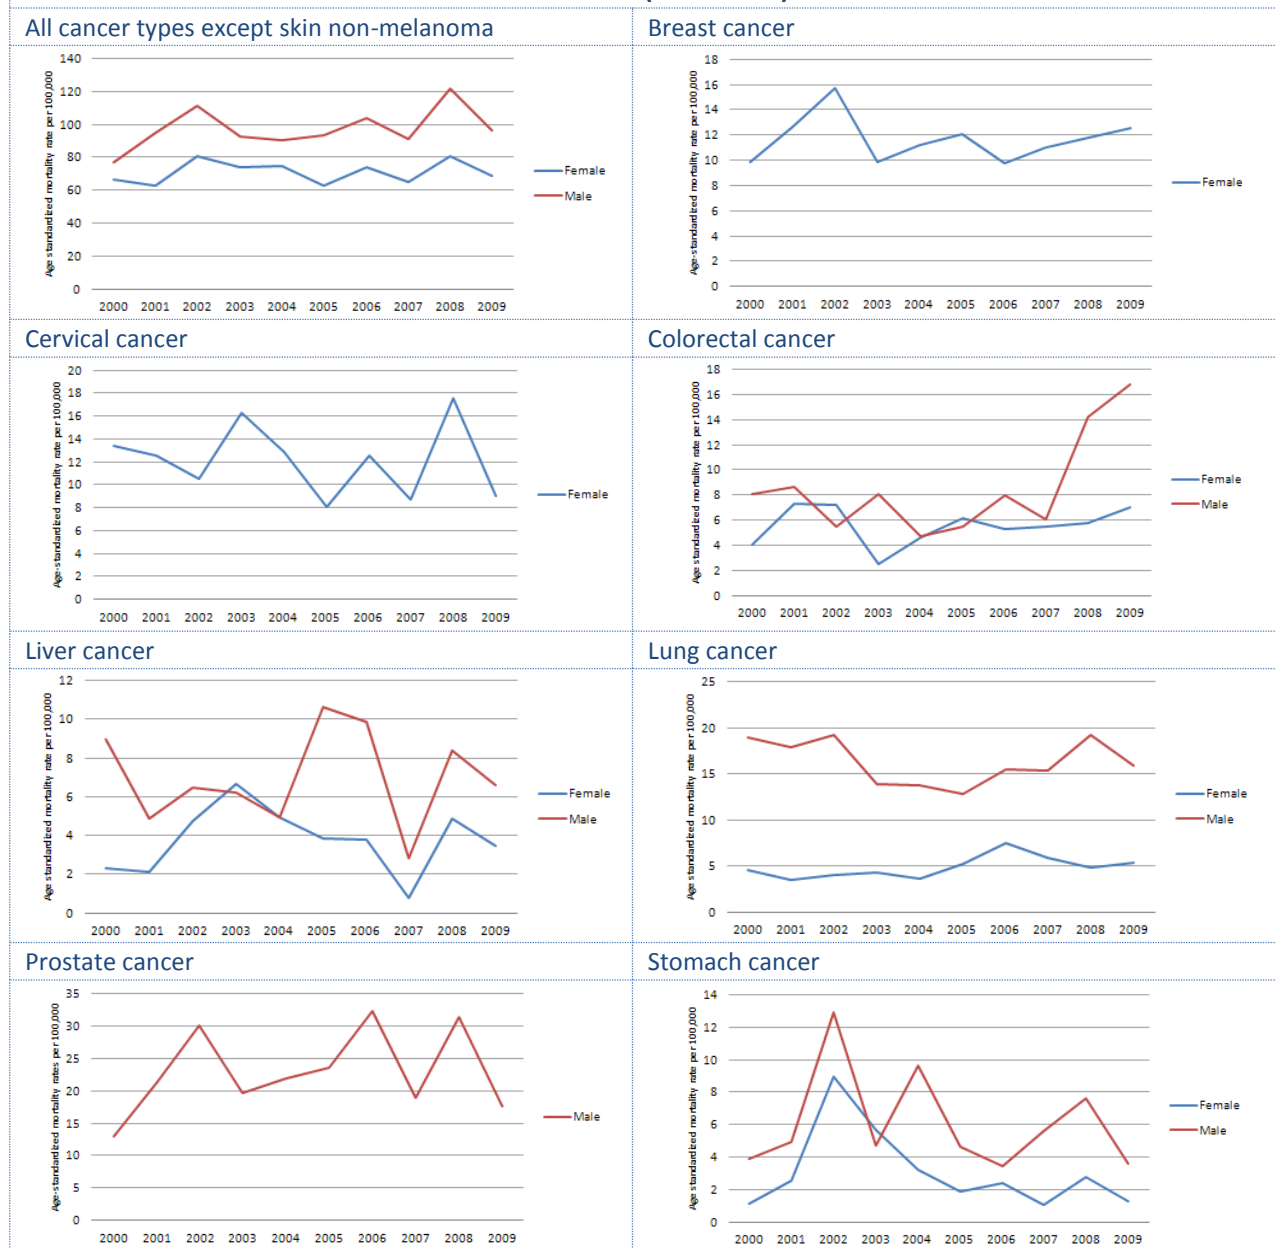 All cancer types except skin non-melanoma
Age standardized mortality rate per 100,000
140
120
100
80
60
40
20
0
2000 2001 2002 2003 2004 2005 2006 2007 2008 2009
Female
Male
Breast cancer
Age-standardized mortality rate per 100,000
18
16
14
12
10
8
6
4
2
0
2000 2001 2002 2003 2004 2005 2006 2007 2008 2009
Female
Cervical cancer
Age-standardized mortality rate per 100,000
20
18
16
14
12
10
8
6
4
2
0
2000 2001 2002 2003 2004 2005 2006 2007 2008 2009
Female
Colorectal cancer
Age standardized mortality rate per 100,000
18
16
14
12
10
8
6
4
2
0
2000 2001 2002 2003 2004 2005 2006 2007 2008 2009
Female
Male
Liver cancer
Age standardized mortality rate per 100,000
12
10
8
6
4
2
0
2000 2001 2002 2003 2004 2005 2006 2007 2008 2009
Female
Male
Lung cancer
Age standardized mortality rate per 100,000
25
20
15
10
5
0
2000 2001 2002 2003 2004 2005 2006 2007 2008 2009
Female
Male
Prostate cancer
Age-standardized mortality rates per 100,000
35
30
25
20
15
10
5
0
2000 2001 2002 2003 2004 2005 2006 2007 2008 2009
Male
Stomach cancer
Age standardized mortality rate per 100,000
14
12
10
8
6
4
2
0
2000 2001 2002 2003 2004 2005 2006 2007 2008 2009
Female
Male